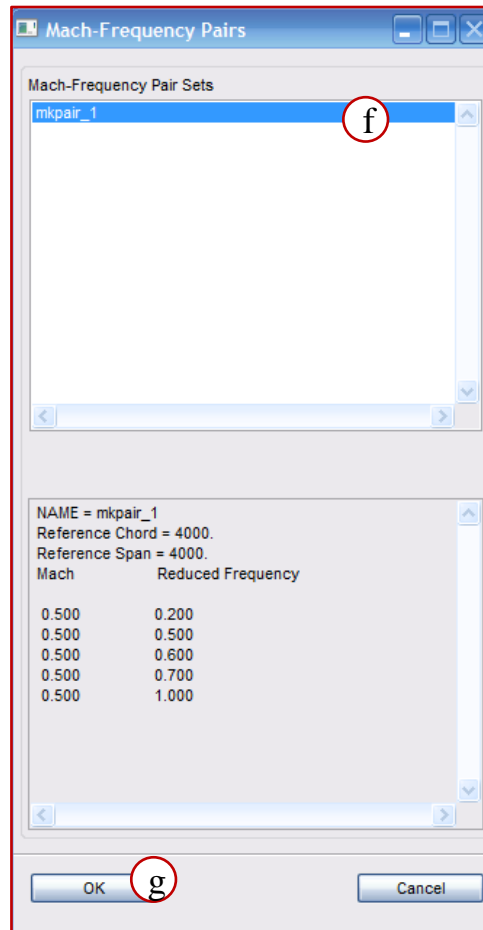 Mach-Frequency Pairs
Mach-Frequency Pair Sets
mkpair_1
f
NAME = mkpair_1
Reference Chord = 4000.
Reference Span = 4000.
Mach Reduced Frequency
0.500 0.200
0.500 0.500
0.500 0.600
0.500 0.700
0.500 1.000
OK g Cancel